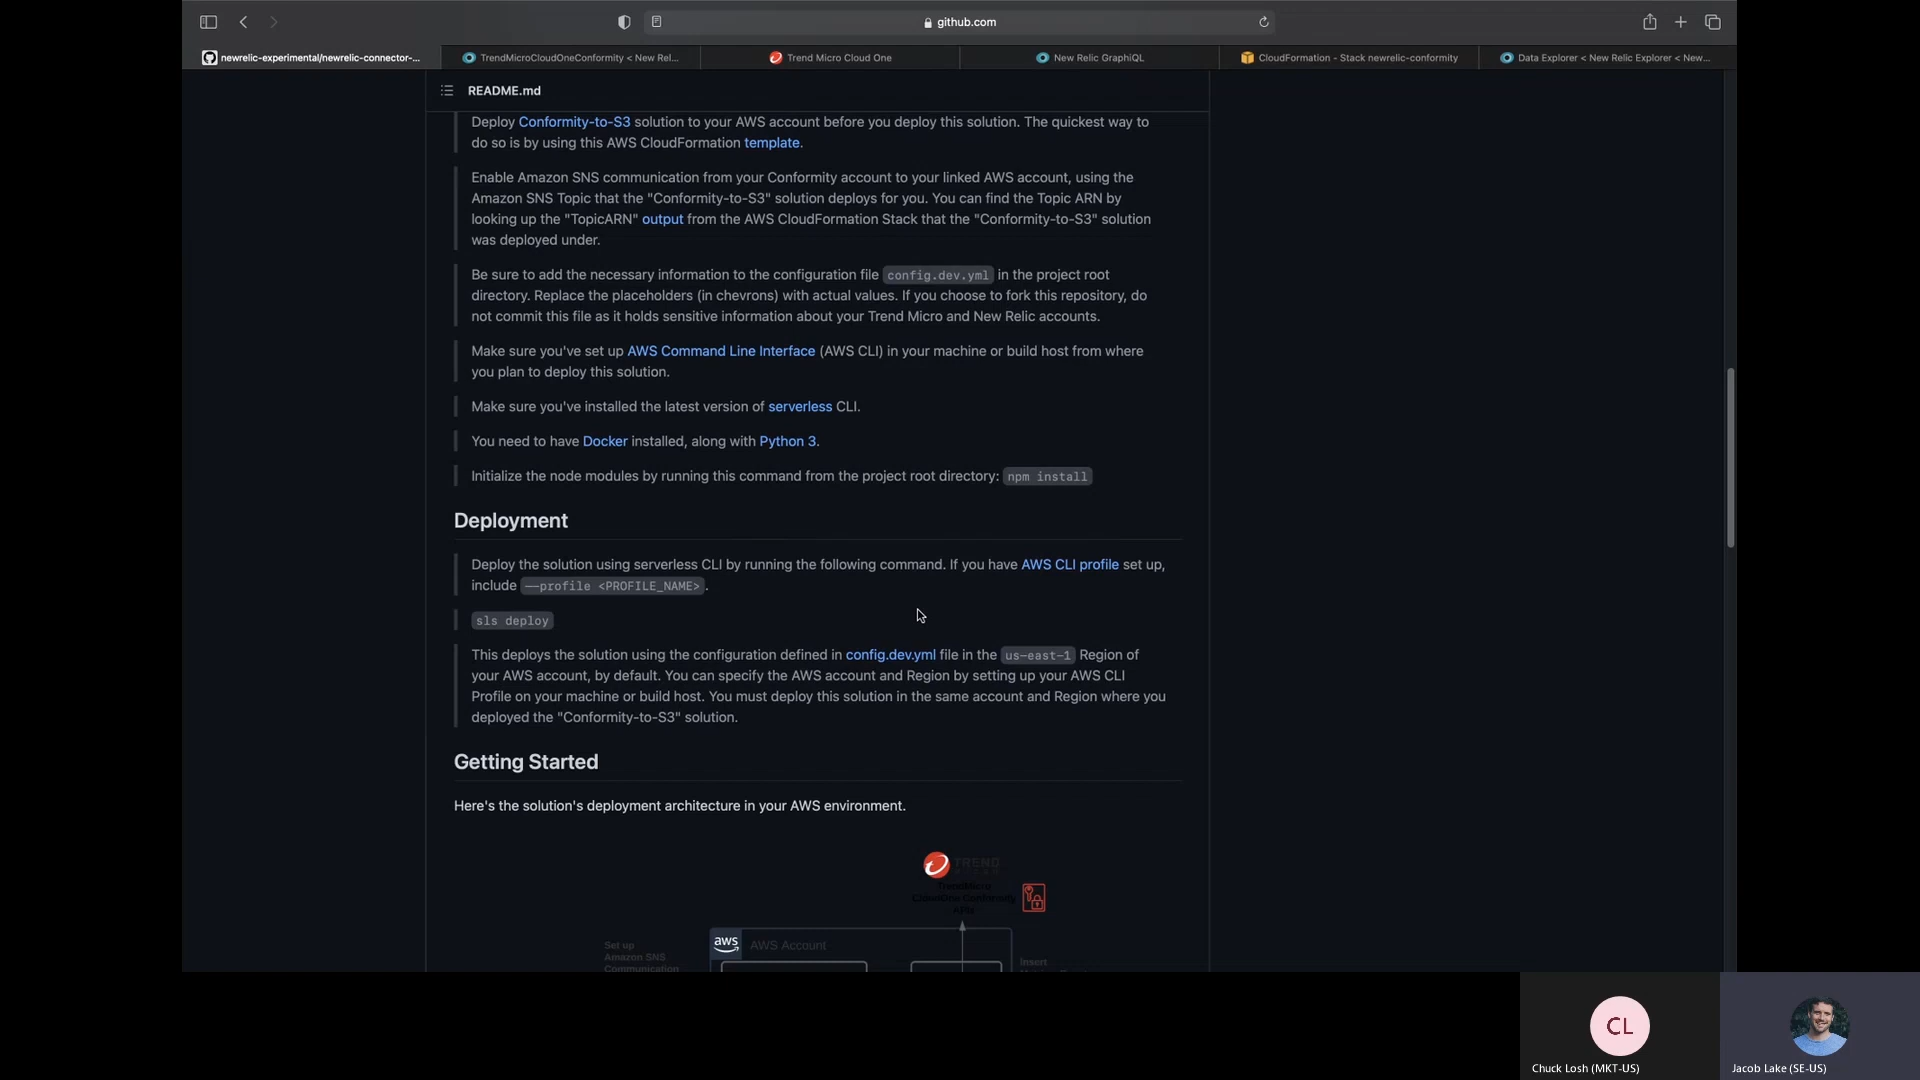 github.com
newrelic-experimental/newrelic-connector-...
TrendMicroCloudOneConformity < New Rel...
Trend Micro Cloud One
New Relic GraphiQL
CloudFormation - Stack newrelic-conformity
Data Explorer < New Relic Explorer < New...
README.md
Deploy Conformity-to-S3 solution to your AWS account before you deploy this solution. The quickest way to
do so is by using this AWS CloudFormation template.
Enable Amazon SNS communication from your Conformity account to your linked AWS account, using the
Amazon SNS Topic that the "Conformity-to-S3" solution deploys for you. You can find the Topic ARN by
looking up the "TopicARN" output from the AWS CloudFormation Stack that the "Conformity-to-S3" solution
was deployed under.
Be sure to add the necessary information to the configuration file config.dev.yml in the project root
directory. Replace the placeholders (in chevrons) with actual values. If you choose to fork this repository, do
not commit this file as it holds sensitive information about your Trend Micro and New Relic accounts.
Make sure you've set up AWS Command Line Interface (AWS CLI) in your machine or build host from where
you plan to deploy this solution.
Make sure you've installed the latest version of serverless CLI.
You need to have Docker installed, along with Python 3.
Initialize the node modules by running this command from the project root directory: npm install
Deployment
Deploy the solution using serverless CLI by running the following command. If you have AWS CLI profile set up,
include --profile <PROFILE_NAME>.
sls deploy
This deploys the solution using the configuration defined in config.dev.yml file in the us-east-1 Region of
your AWS account, by default. You can specify the AWS account and Region by setting up your AWS CLI
Profile on your machine or build host. You must deploy this solution in the same account and Region where you
deployed the "Conformity-to-S3" solution.
Getting Started
Here's the solution's deployment architecture in your AWS environment.
TREND
TrendMicro
CloudOne Conformity
APIs
aws AWS Account
Set up
Amazon SNS
Communication
Insert
CL
Chuck Losh (MKT-US)
Jacob Lake (SE-US)